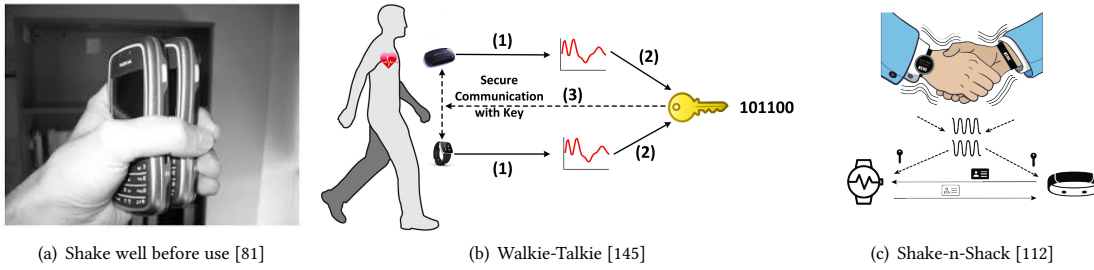 NOKIA
(1)
(2)
Secure
Communication
with Key
(3)
101100
(1)
(2)
(a) Shake well before use [81]
(b) Walkie-Talkie [145]
(c) Shake-n-Shack [112]